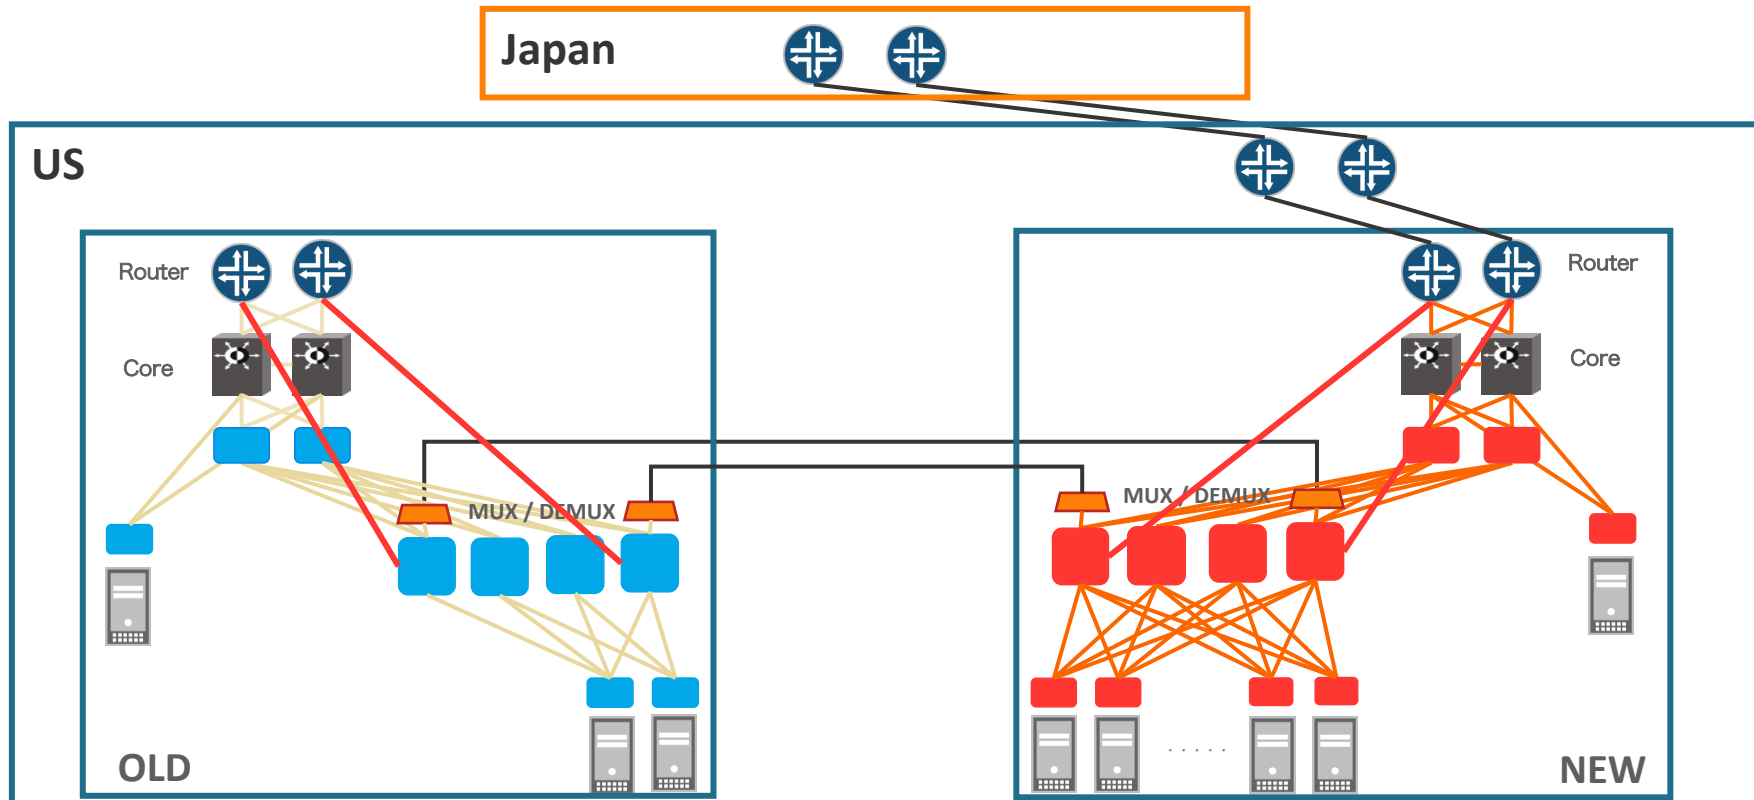 Japan
US
Router
Router
Core
Core
MUX / DEMUX
MUX / DEMUX
. . . . .
OLD
NEW